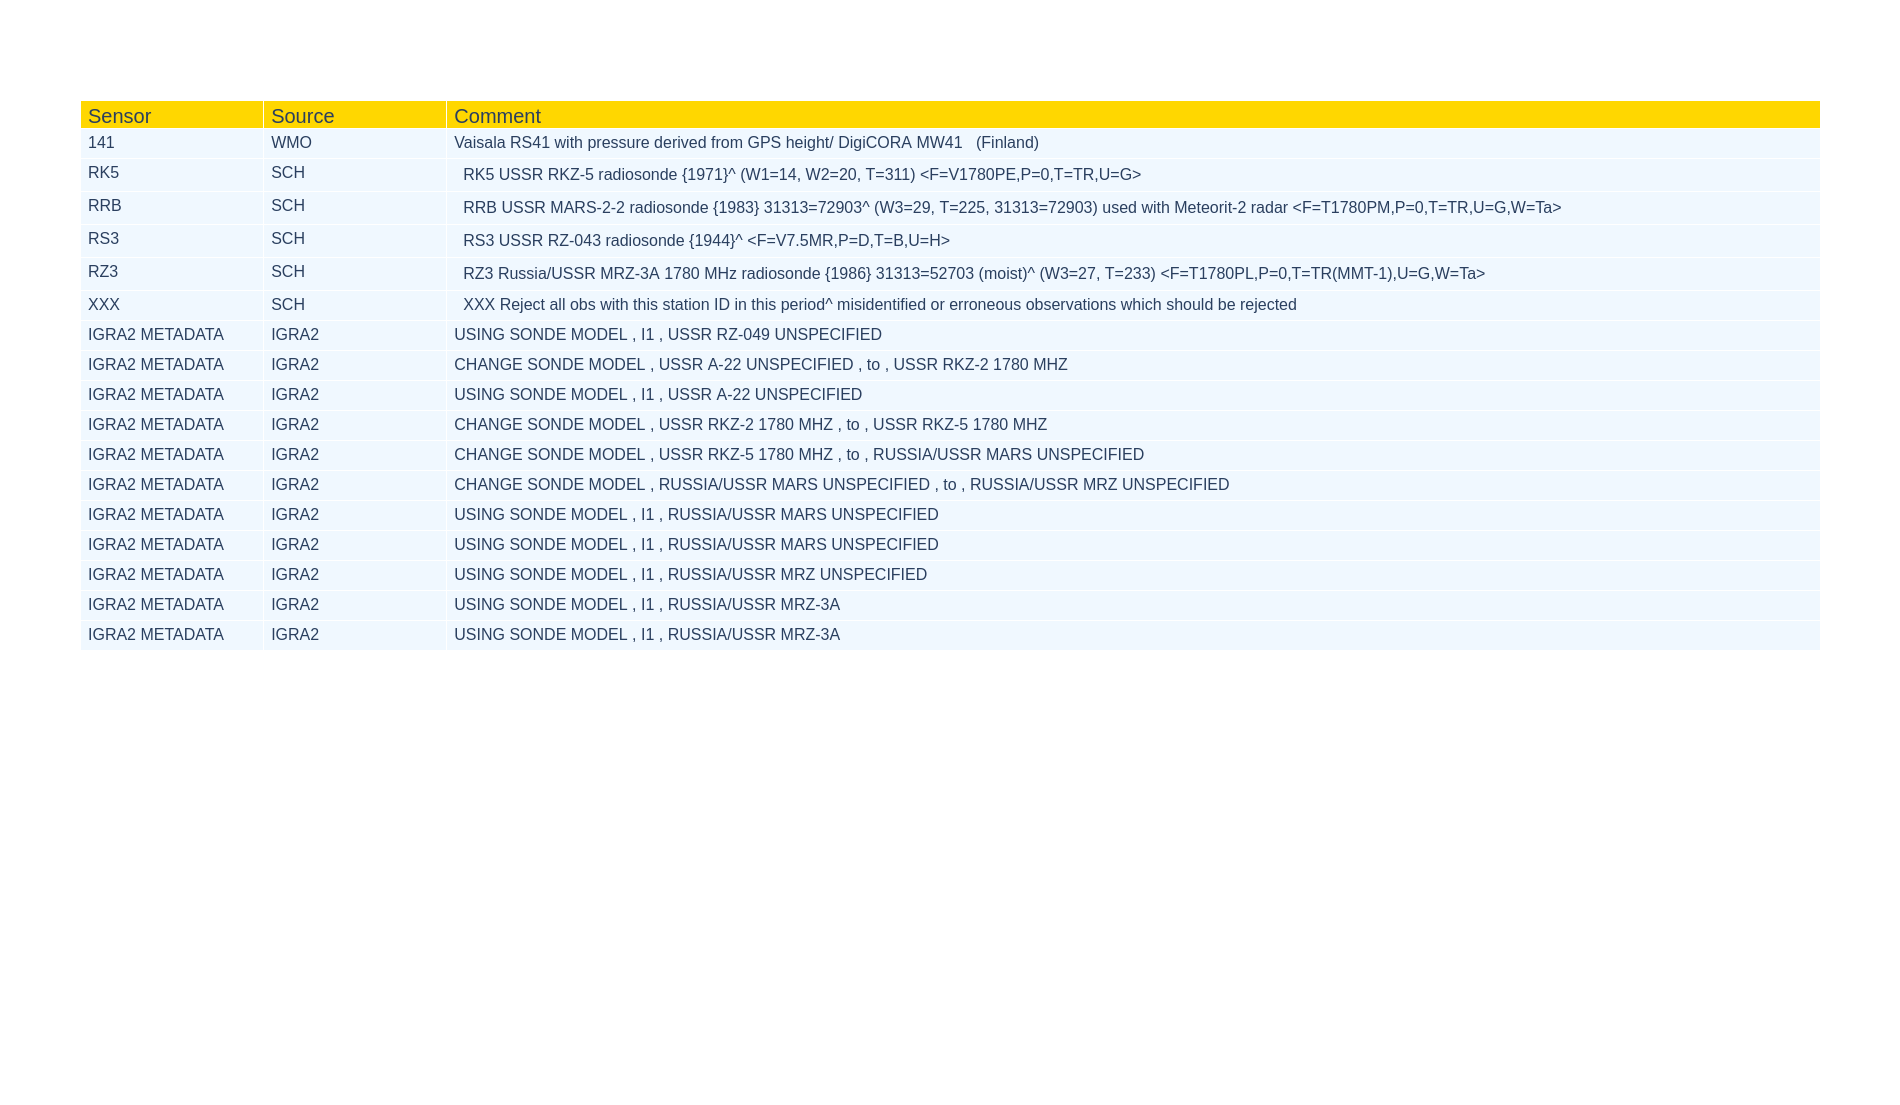 Sensor Source Comment
141 WMO Vaisala RS41 with pressure derived from GPS height/ DigiCORA MW41   (Finland)
RK5 SCH RK5 USSR RKZ-5 radiosonde {1971}^ (W1=14, W2=20, T=311) <F=V1780PE,P=0,T=TR,U=G>
RRB SCH RRB USSR MARS-2-2 radiosonde {1983} 31313=72903^ (W3=29, T=225, 31313=72903) used with Meteorit-2 radar <F=T1780PM,P=0,T=TR,U=G,W=Ta>
RS3 SCH RS3 USSR RZ-043 radiosonde {1944}^ <F=V7.5MR,P=D,T=B,U=H>
RZ3 SCH RZ3 Russia/USSR MRZ-3A 1780 MHz radiosonde {1986} 31313=52703 (moist)^ (W3=27, T=233) <F=T1780PL,P=0,T=TR(MMT-1),U=G,W=Ta>
XXX SCH XXX Reject all obs with this station ID in this period^ misidentified or erroneous observations which should be rejected
IGRA2 METADATA IGRA2 USING SONDE MODEL , I1 , USSR RZ-049 UNSPECIFIED
IGRA2 METADATA IGRA2 CHANGE SONDE MODEL , USSR A-22 UNSPECIFIED , to , USSR RKZ-2 1780 MHZ
IGRA2 METADATA IGRA2 USING SONDE MODEL , I1 , USSR A-22 UNSPECIFIED
IGRA2 METADATA IGRA2 CHANGE SONDE MODEL , USSR RKZ-2 1780 MHZ , to , USSR RKZ-5 1780 MHZ
IGRA2 METADATA IGRA2 CHANGE SONDE MODEL , USSR RKZ-5 1780 MHZ , to , RUSSIA/USSR MARS UNSPECIFIED
IGRA2 METADATA IGRA2 CHANGE SONDE MODEL , RUSSIA/USSR MARS UNSPECIFIED , to , RUSSIA/USSR MRZ UNSPECIFIED
IGRA2 METADATA IGRA2 USING SONDE MODEL , I1 , RUSSIA/USSR MARS UNSPECIFIED
IGRA2 METADATA IGRA2 USING SONDE MODEL , I1 , RUSSIA/USSR MARS UNSPECIFIED
IGRA2 METADATA IGRA2 USING SONDE MODEL , I1 , RUSSIA/USSR MRZ UNSPECIFIED
IGRA2 METADATA IGRA2 USING SONDE MODEL , I1 , RUSSIA/USSR MRZ-3A
IGRA2 METADATA IGRA2 USING SONDE MODEL , I1 , RUSSIA/USSR MRZ-3A